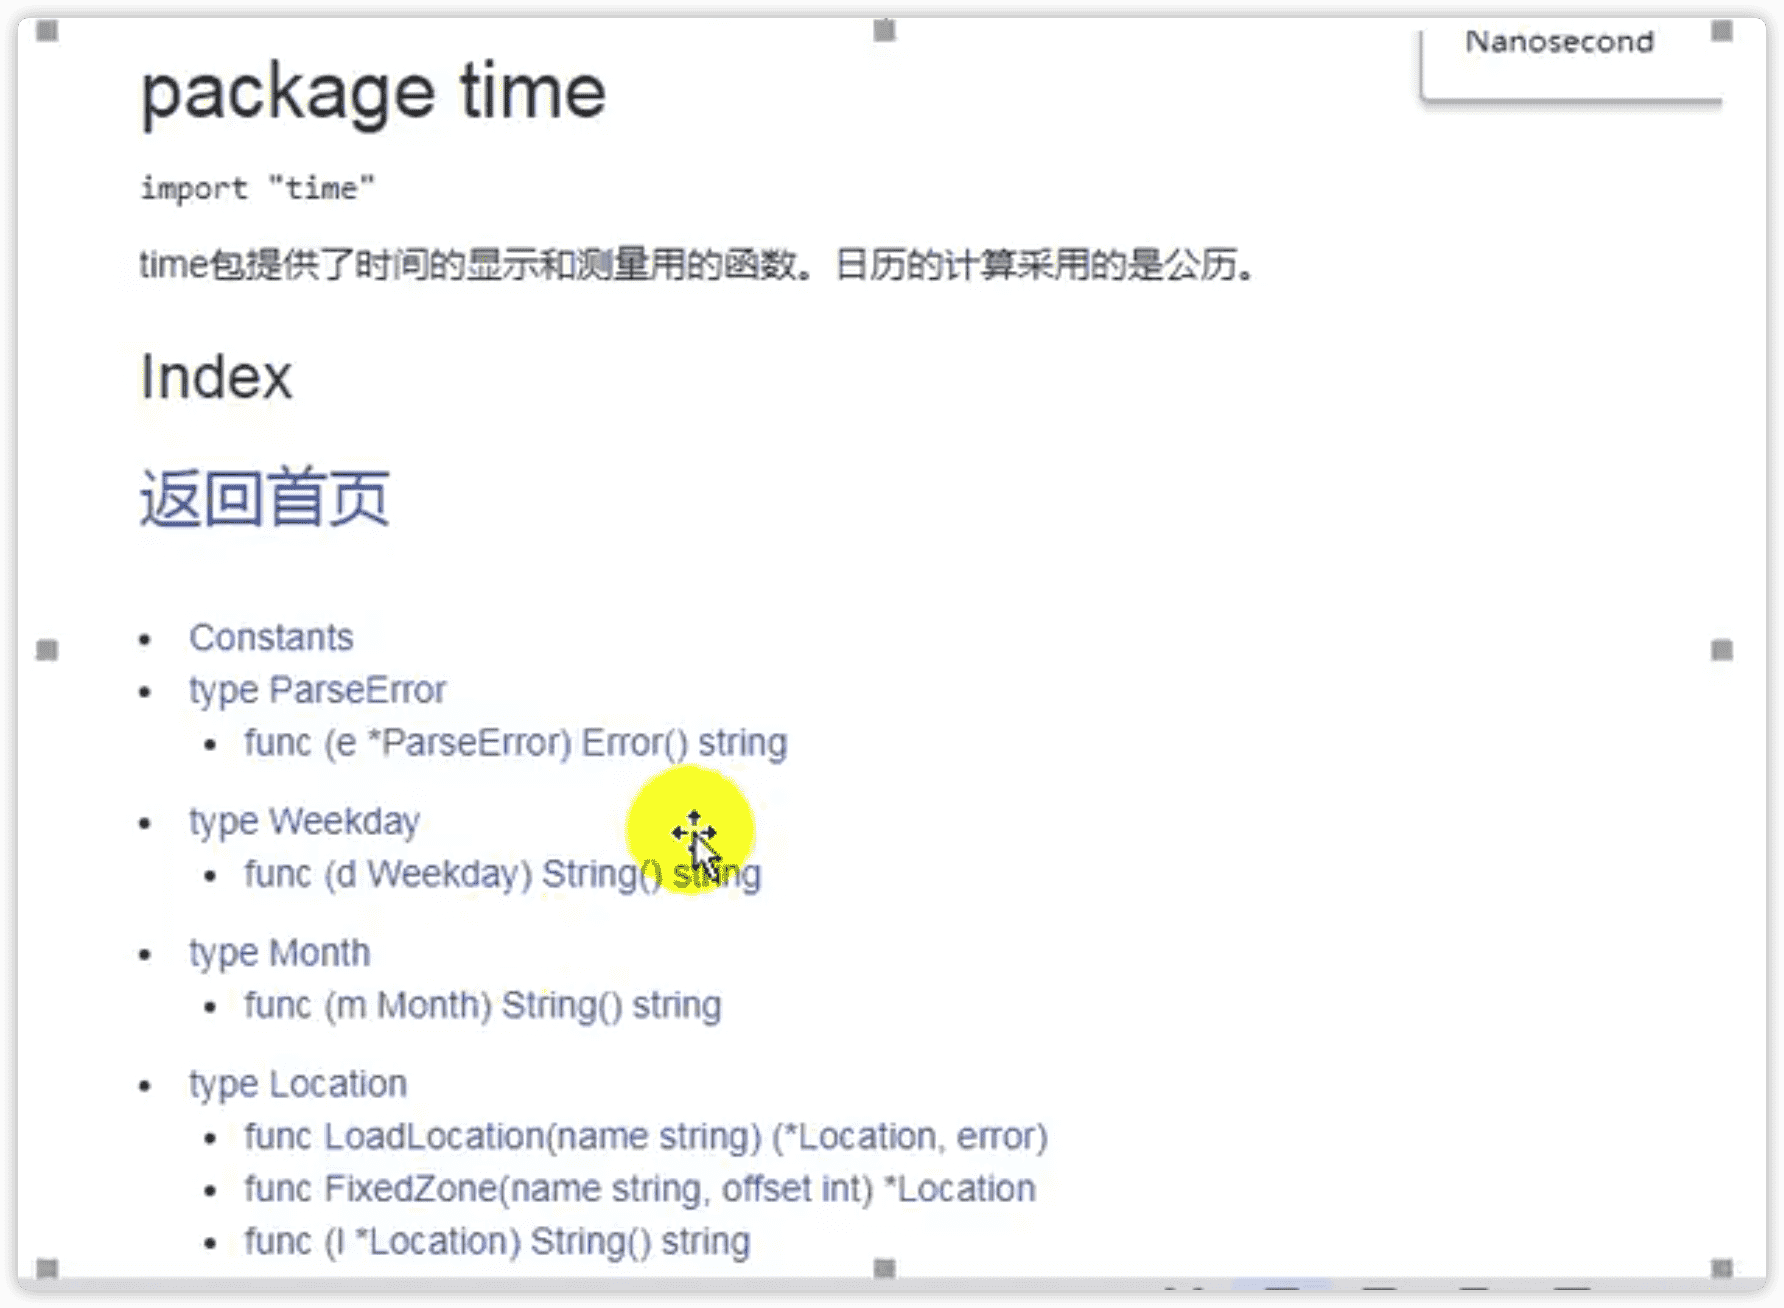 Nanosecond
package time
import "time"
time包提供了时间的显示和测量用的函数。日历的计算采用的是公历。
Index
返回首页
Constants
type ParseError
func (e *ParseError) Error() string
type Weekday
func (d Weekday) String() string
type Month
func (m Month) String() string
type Location
func LoadLocation(name string) (*Location, error)
func FixedZone(name string, offset int) *Location
func (l *Location) String() string